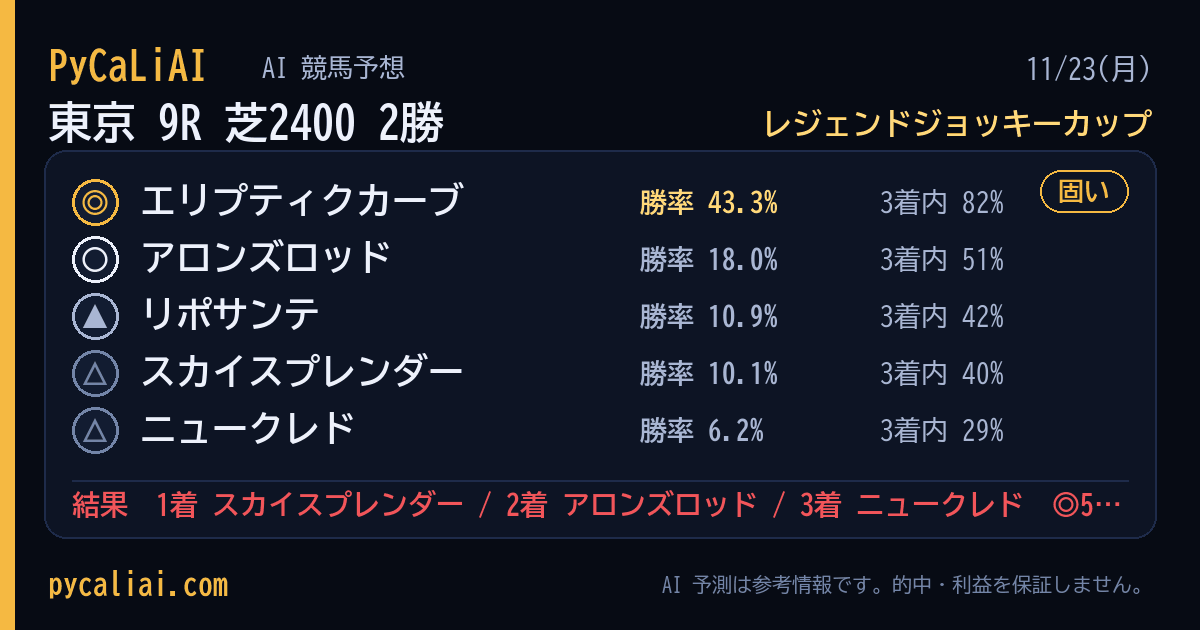 PyCaLiAI AI 競馬予想 11/23(月)
東京 9R 芝2400 2勝 レジェンドジョッキーカップ
◎ エリプティクカーブ 勝率 43.3% 3着内 82% 固い
○ アロンズロッド 勝率 18.0% 3着内 51%
▲ リポサンテ 勝率 10.9% 3着内 42%
△ スカイスプレンダー 勝率 10.1% 3着内 40%
△ ニュークレド 勝率 6.2% 3着内 29%
結果 1着 スカイスプレンダー / 2着 アロンズロッド / 3着 ニュークレド ◎5…
pycaliai.com AI 予測は参考情報です。的中・利益を保証しません。